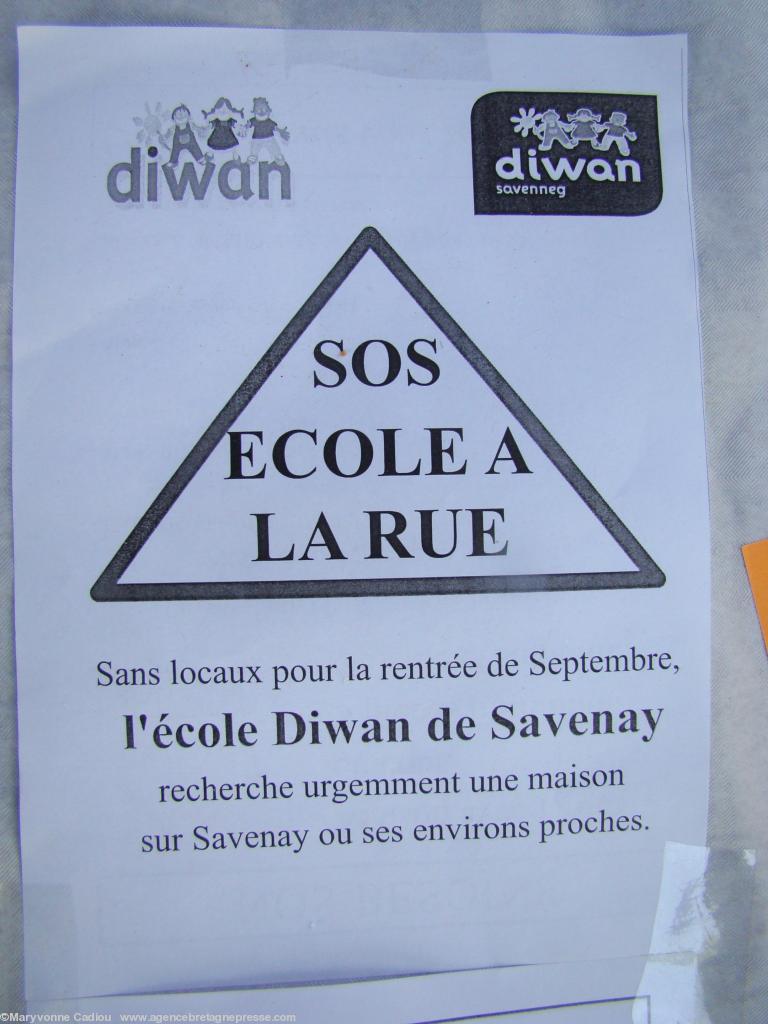 diwan
diwan
savenneg
SOS
ECOLE A
LA RUE
Sans locaux pour la rentrée de Septembre,
l'école Diwan de Savenay
recherche urgemment une maison
sur Savenay ou ses environs proches.
©Maryvonne Cadiou www.agencebretagnepresse.com